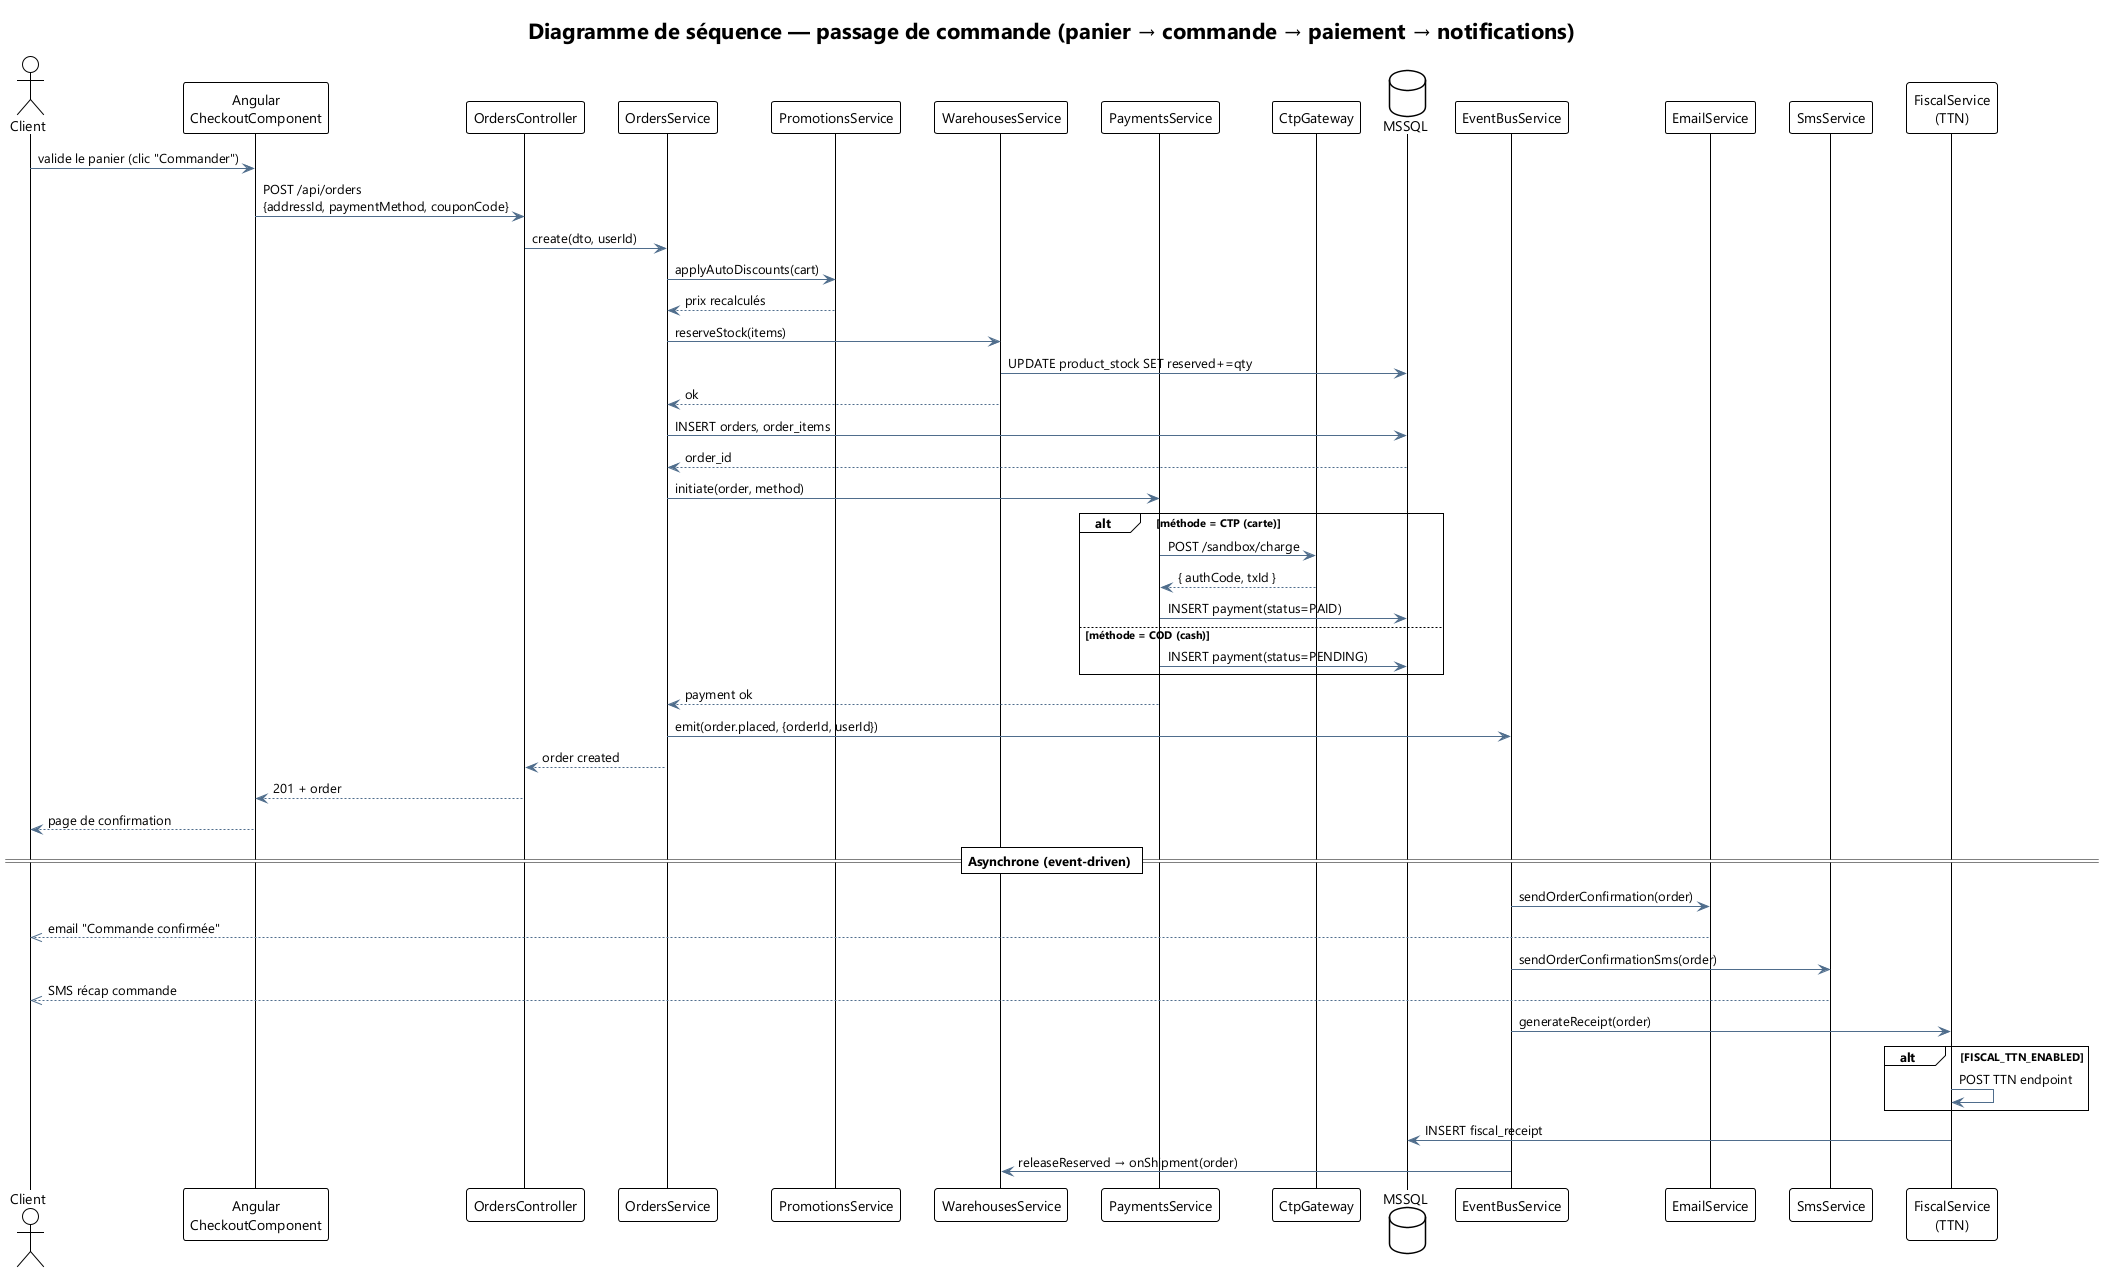 Diagramme de séquence — passage de commande (panier → commande → paiement → notifications)
Client
Angular
CheckoutComponent
OrdersController
OrdersService
PromotionsService
WarehousesService
PaymentsService
CtpGateway
MSSQL
EventBusService
EmailService
SmsService
FiscalService
(TTN)
valide le panier (clic "Commander")
POST /api/orders
{addressId, paymentMethod, couponCode}
create(dto, userId)
applyAutoDiscounts(cart)
prix recalculés
reserveStock(items)
UPDATE product_stock SET reserved+=qty
ok
INSERT orders, order_items
order_id
initiate(order, method)
alt [méthode = CTP (carte)]
POST /sandbox/charge
{ authCode, txId }
INSERT payment(status=PAID)
[méthode = COD (cash)]
INSERT payment(status=PENDING)
payment ok
emit(order.placed, {orderId, userId})
order created
201 + order
page de confirmation
Asynchrone (event-driven)
sendOrderConfirmation(order)
email "Commande confirmée"
sendOrderConfirmationSms(order)
SMS récap commande
generateReceipt(order)
alt [FISCAL_TTN_ENABLED]
POST TTN endpoint
INSERT fiscal_receipt
releaseReserved → onShipment(order)
Client
Angular
CheckoutComponent
OrdersController
OrdersService
PromotionsService
WarehousesService
PaymentsService
CtpGateway
MSSQL
EventBusService
EmailService
SmsService
FiscalService
(TTN)